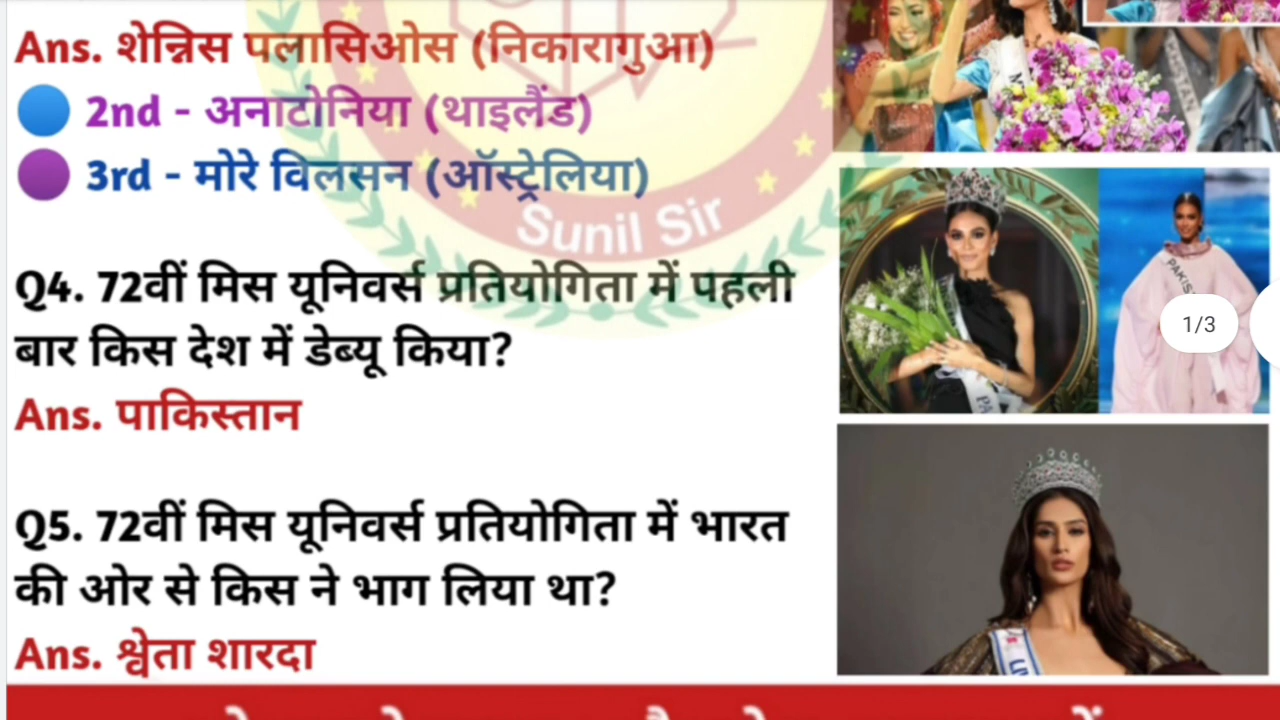 Ans. शेन्निस पलासिओस (निकारागुआ)
2nd - अनाटोनिया (थाइलैंड)
3rd - मोरे विलसन (ऑस्ट्रेलिया)
Sunil Sir
Q4. 72वीं मिस यूनिवर्स प्रतियोगिता में पहली
बार किस देश में डेब्यू किया?
Ans. पाकिस्तान
1/3
Q5. 72वीं मिस यूनिवर्स प्रतियोगिता में भारत
की ओर से किस ने भाग लिया था?
Ans. श्वेता शारदा